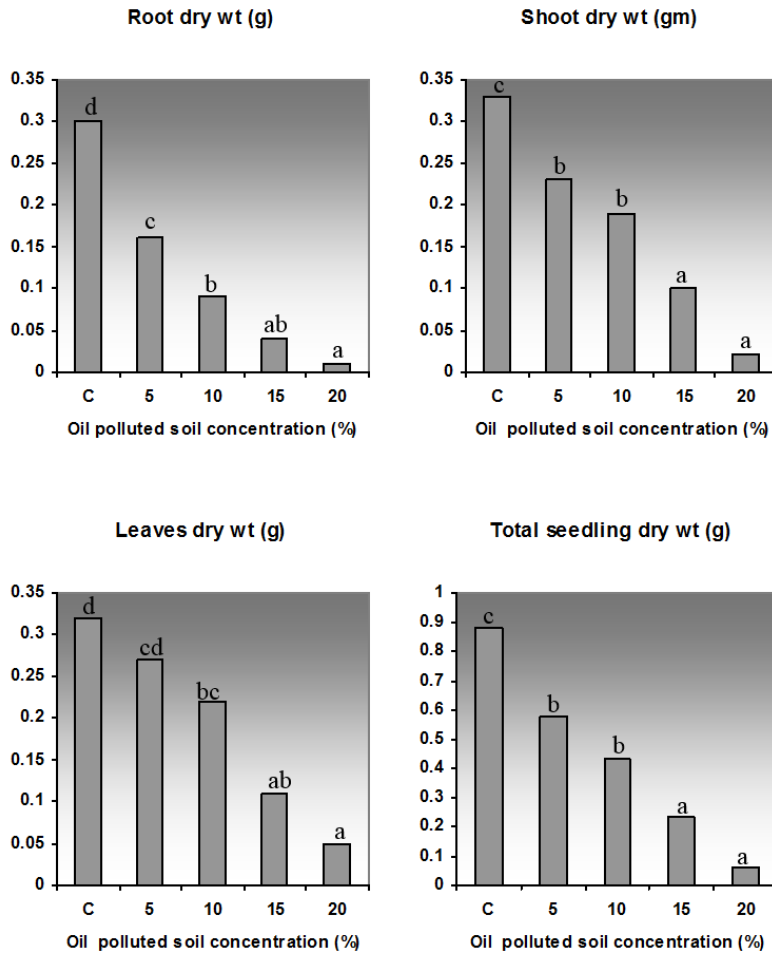 Root dry wt (g)
0.35
0.3
0.25
0.2
0.15
0.1
0.05
0
d
c
b
ab
a
C 5 10 15 20
Oil polluted soil concentration (%)
Shoot dry wt (gm)
0.35
0.3
0.25
0.2
0.15
0.1
0.05
0
c
b
b
a
a
C 5 10 15 20
Oil polluted soil concentration (%)
Leaves dry wt (g)
0.35
0.3
0.25
0.2
0.15
0.1
0.05
0
d
cd
bc
ab
a
C 5 10 15 20
Oil polluted soil concentration (%)
Total seedling dry wt (g)
1
0.9
0.8
0.7
0.6
0.5
0.4
0.3
0.2
0.1
0
c
b
b
a
a
C 5 10 15 20
Oil polluted soil concentration (%)